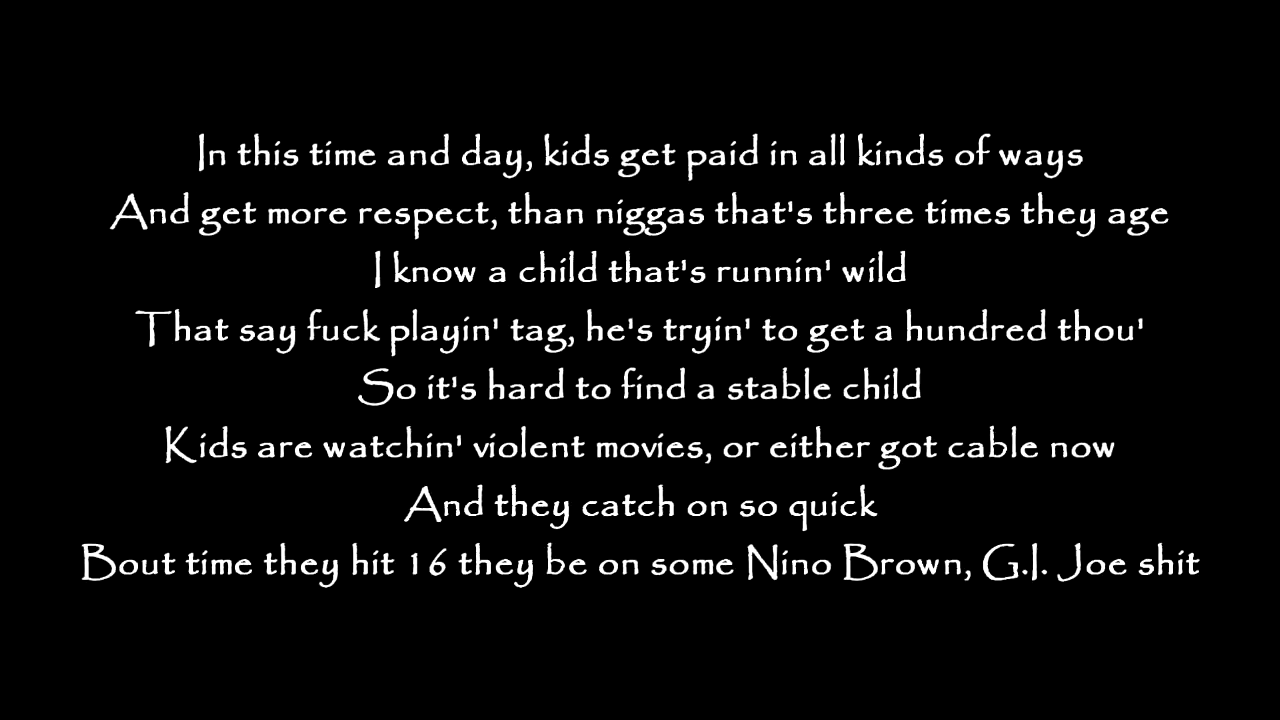 In this time and day, kids get paid in all kinds of ways
And get more respect, than niggas that's three times they age
I know a child that's runnin' wild
That say fuck playin' tag, he's tryin' to get a hundred thou'
So it's hard to find a stable child
Kids are watchin' violent movies, or either got cable now
And they catch on so quick
Bout time they hit 16 they be on some Nino Brown, G.I. Joe shit